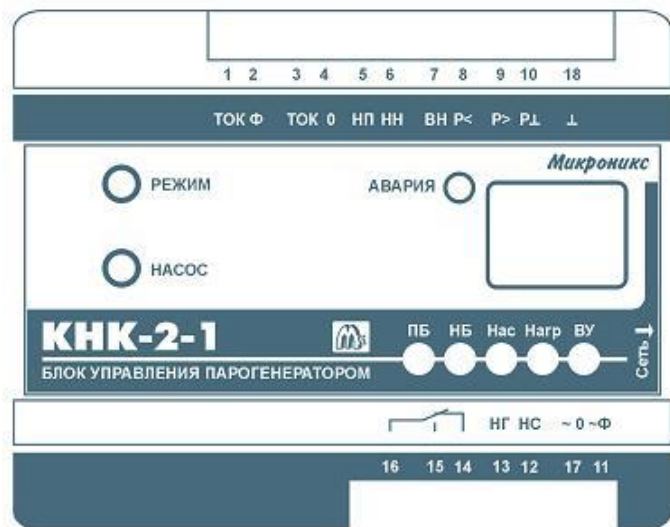 1 2 3 4 5 6 7 8 9 10 18
ТОК Ф ТОК 0 НП НН ВН Р< Р> Р⊥ ⊥
Микроникс
РЕЖИМ АВАРИЯ
НАСОС
КНК-2-1 ПБ НБ Нас Нагр ВУ
Сеть
БЛОК УПРАВЛЕНИЯ ПАРОГЕНЕРАТОРОМ
НГ НС ~ 0 ~Ф
16 15 14 13 12 17 11